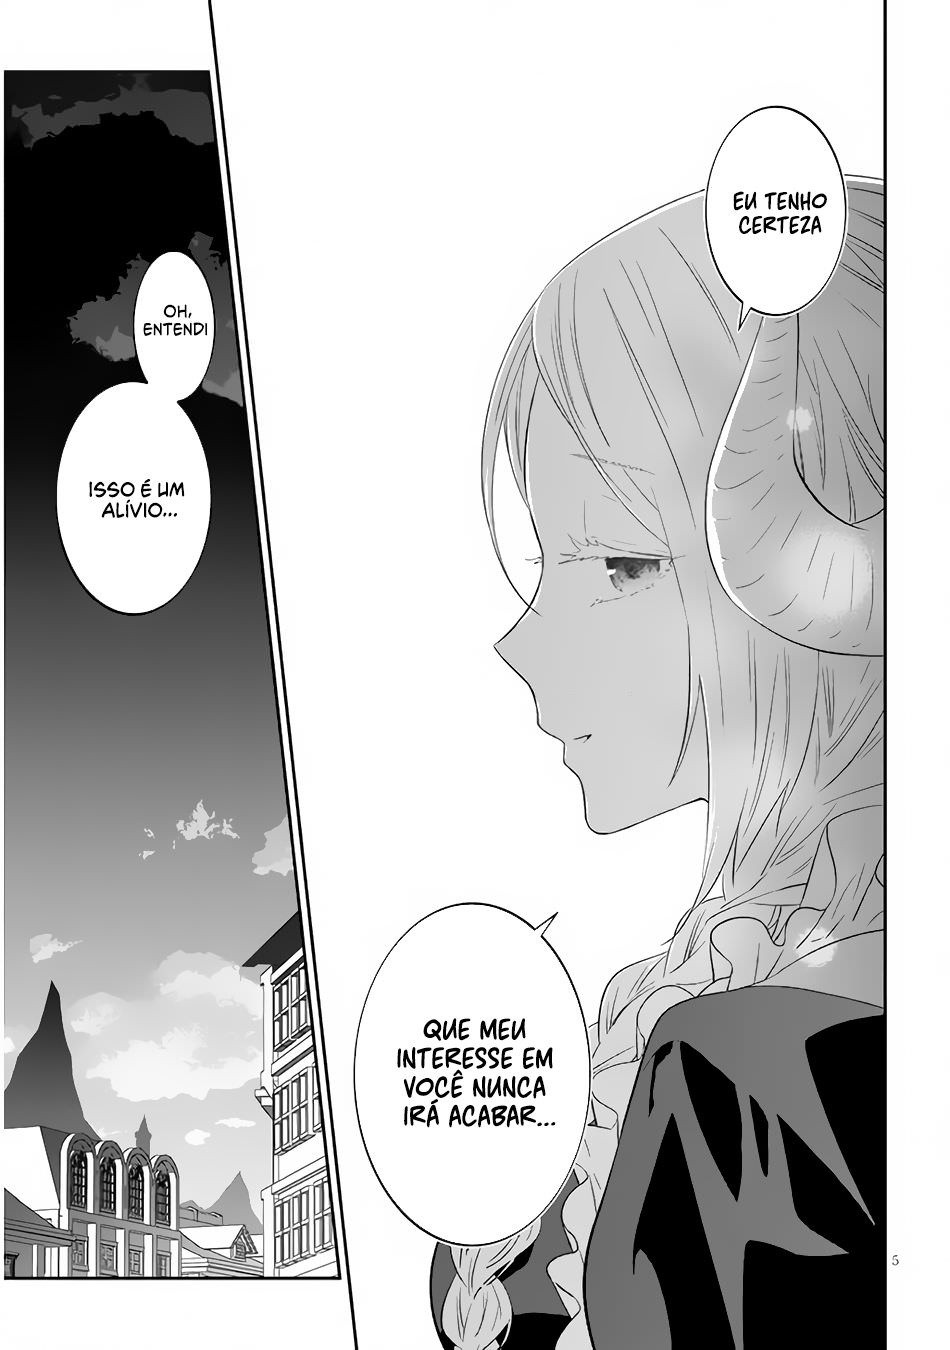 EU TENHO
CERTEZA
QUE MEU
INTERESSE EM
VOCÊ NUNCA
IRÁ ACABAR...
OH,
ENTENDI
ISSO É UM
ALÍVIO...
5